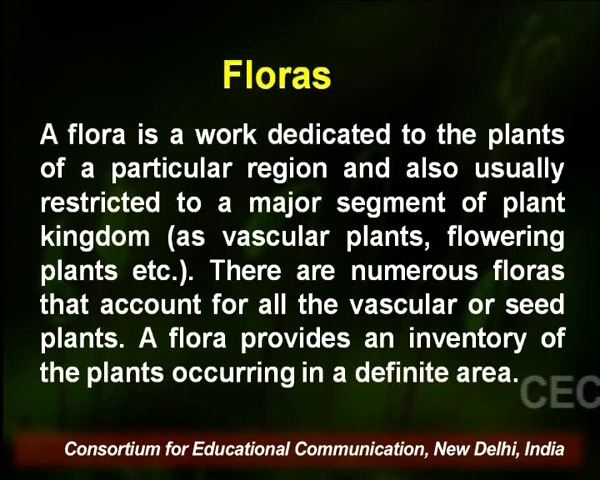 Floras
A flora is a work dedicated to the plants
of a particular region and also usually
restricted to a major segment of plant
kingdom (as vascular plants, flowering
plants etc.). There are numerous floras
that account for all the vascular or seed
plants. A flora provides an inventory of
the plants occurring in a definite area.
CEC
Consortium for Educational Communication, New Delhi, India